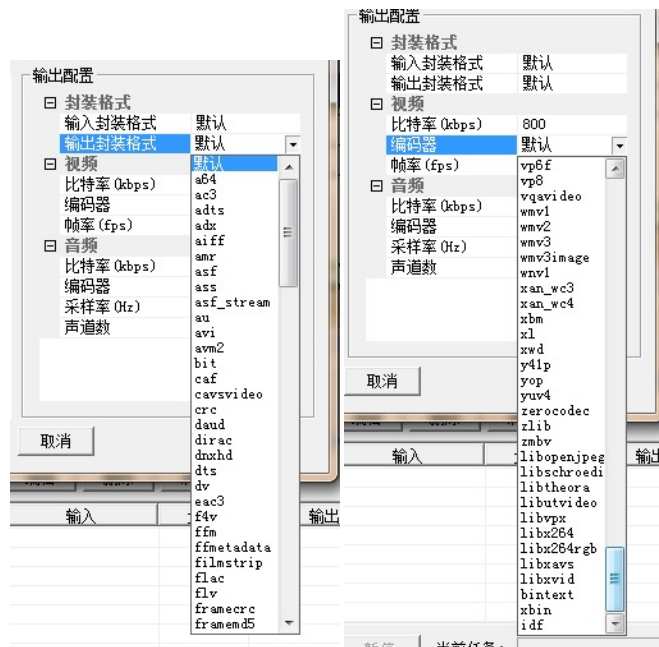 输出配置
封装格式
输入封装格式 默认
输出封装格式 默认
视频
比特率(kbps)
编码器
帧率(fps)
音频
比特率(kbps)
编码器
采样率(Hz)
声道数
默认
a64
ac3
adts
adx
aiff
amr
asf
ass
asf_stream
au
avi
avm2
bit
caf
cavsvideo
crc
daud
dirac
dnxhd
dts
dv
eac3
f4v
ffm
ffmetadata
filmstrip
flac
flv
framecrc
framemd5
取消
输入
输出
输出配置
封装格式
输入封装格式 默认
输出封装格式 默认
视频
比特率(kbps) 800
编码器 默认
帧率(fps)
音频
比特率(kbps)
编码器
采样率(Hz)
声道数
vp6f
vp8
vqavideo
wmv1
wmv2
wmv3
wmv3image
wnv1
xan_wc3
xan_wc4
xbm
xl
xwd
y41p
yop
yuv4
zerocodec
zlib
zmbv
libopenjpeg
libschroedi
libtheora
libutvideo
libvpx
libx264
libx264rgb
libxavs
libxvid
bintext
xbin
idf
取消
输入
输出